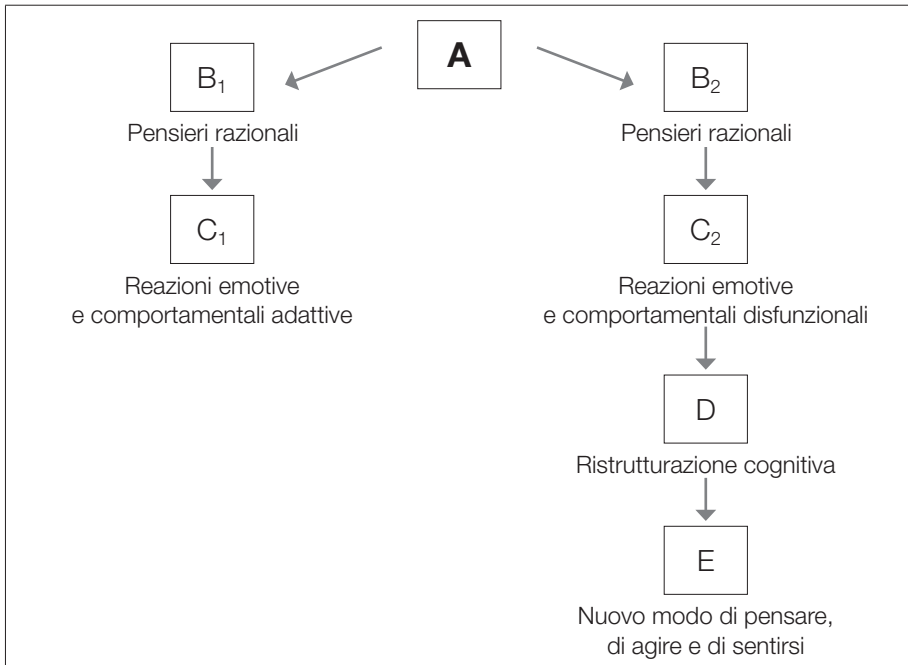 A
B₁
B₂
Pensieri razionali
Pensieri razionali
C₁
C₂
Reazioni emotive
e comportamentali adattive
Reazioni emotive
e comportamentali disfunzionali
D
Ristrutturazione cognitiva
E
Nuovo modo di pensare,
di agire e di sentirsi